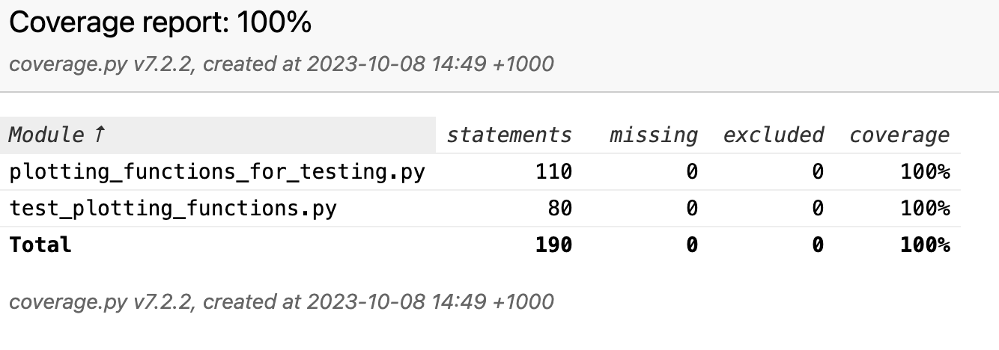 Coverage report: 100%
coverage.py v7.2.2, created at 2023-10-08 14:49 +1000
Module ↑ statements missing excluded coverage
plotting_functions_for_testing.py 110 0 0 100%
test_plotting_functions.py 80 0 0 100%
Total 190 0 0 100%
coverage.py v7.2.2, created at 2023-10-08 14:49 +1000